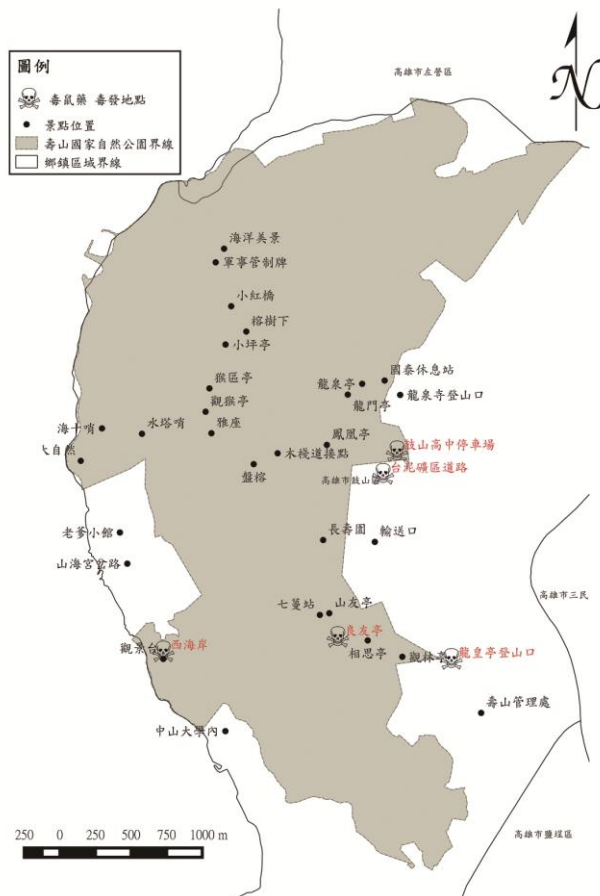 圖例
毒鼠藥 毒發地點
景點位置
壽山國家自然公園界線
鄉鎮區域界線
高雄市左營區
N
海洋美景
軍事管制牌
小紅橋
榕樹下
小坪亭
猴區亭
國泰休息站
龍泉亭
龍門亭
龍泉寺登山口
觀猴亭
海十哨
水塔哨
雅座
鳳凰亭
鼓山高中停車場
大自然
木棧道接點
盤榕
台泥礦區道路
高雄市鼓山
老爹小館
長壽園
輸送口
山海宮岔路
高雄市三民
七蔓站
山友亭
良友亭
觀景台
西海岸
相思亭
觀林亭
龍皇亭登山口
壽山管理處
中山大學內
250 0 250 500 750 1000 m
高雄市鹽埕區